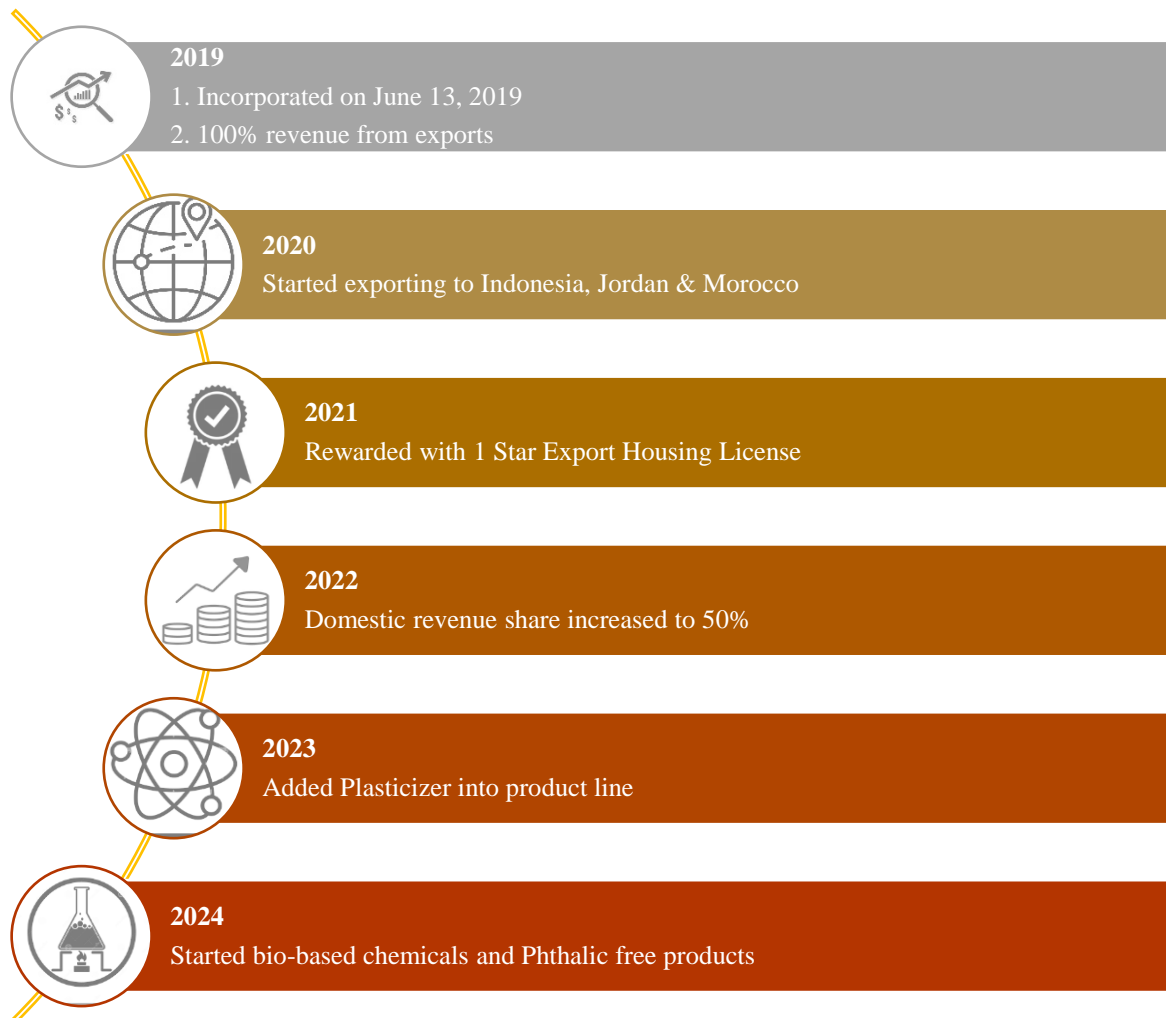 2019
1. Incorporated on June 13, 2019
2. 100% revenue from exports
2020
Started exporting to Indonesia, Jordan & Morocco
2021
Rewarded with 1 Star Export Housing License
2022
Domestic revenue share increased to 50%
2023
Added Plasticizer into product line
2024
Started bio-based chemicals and Phthalic free products